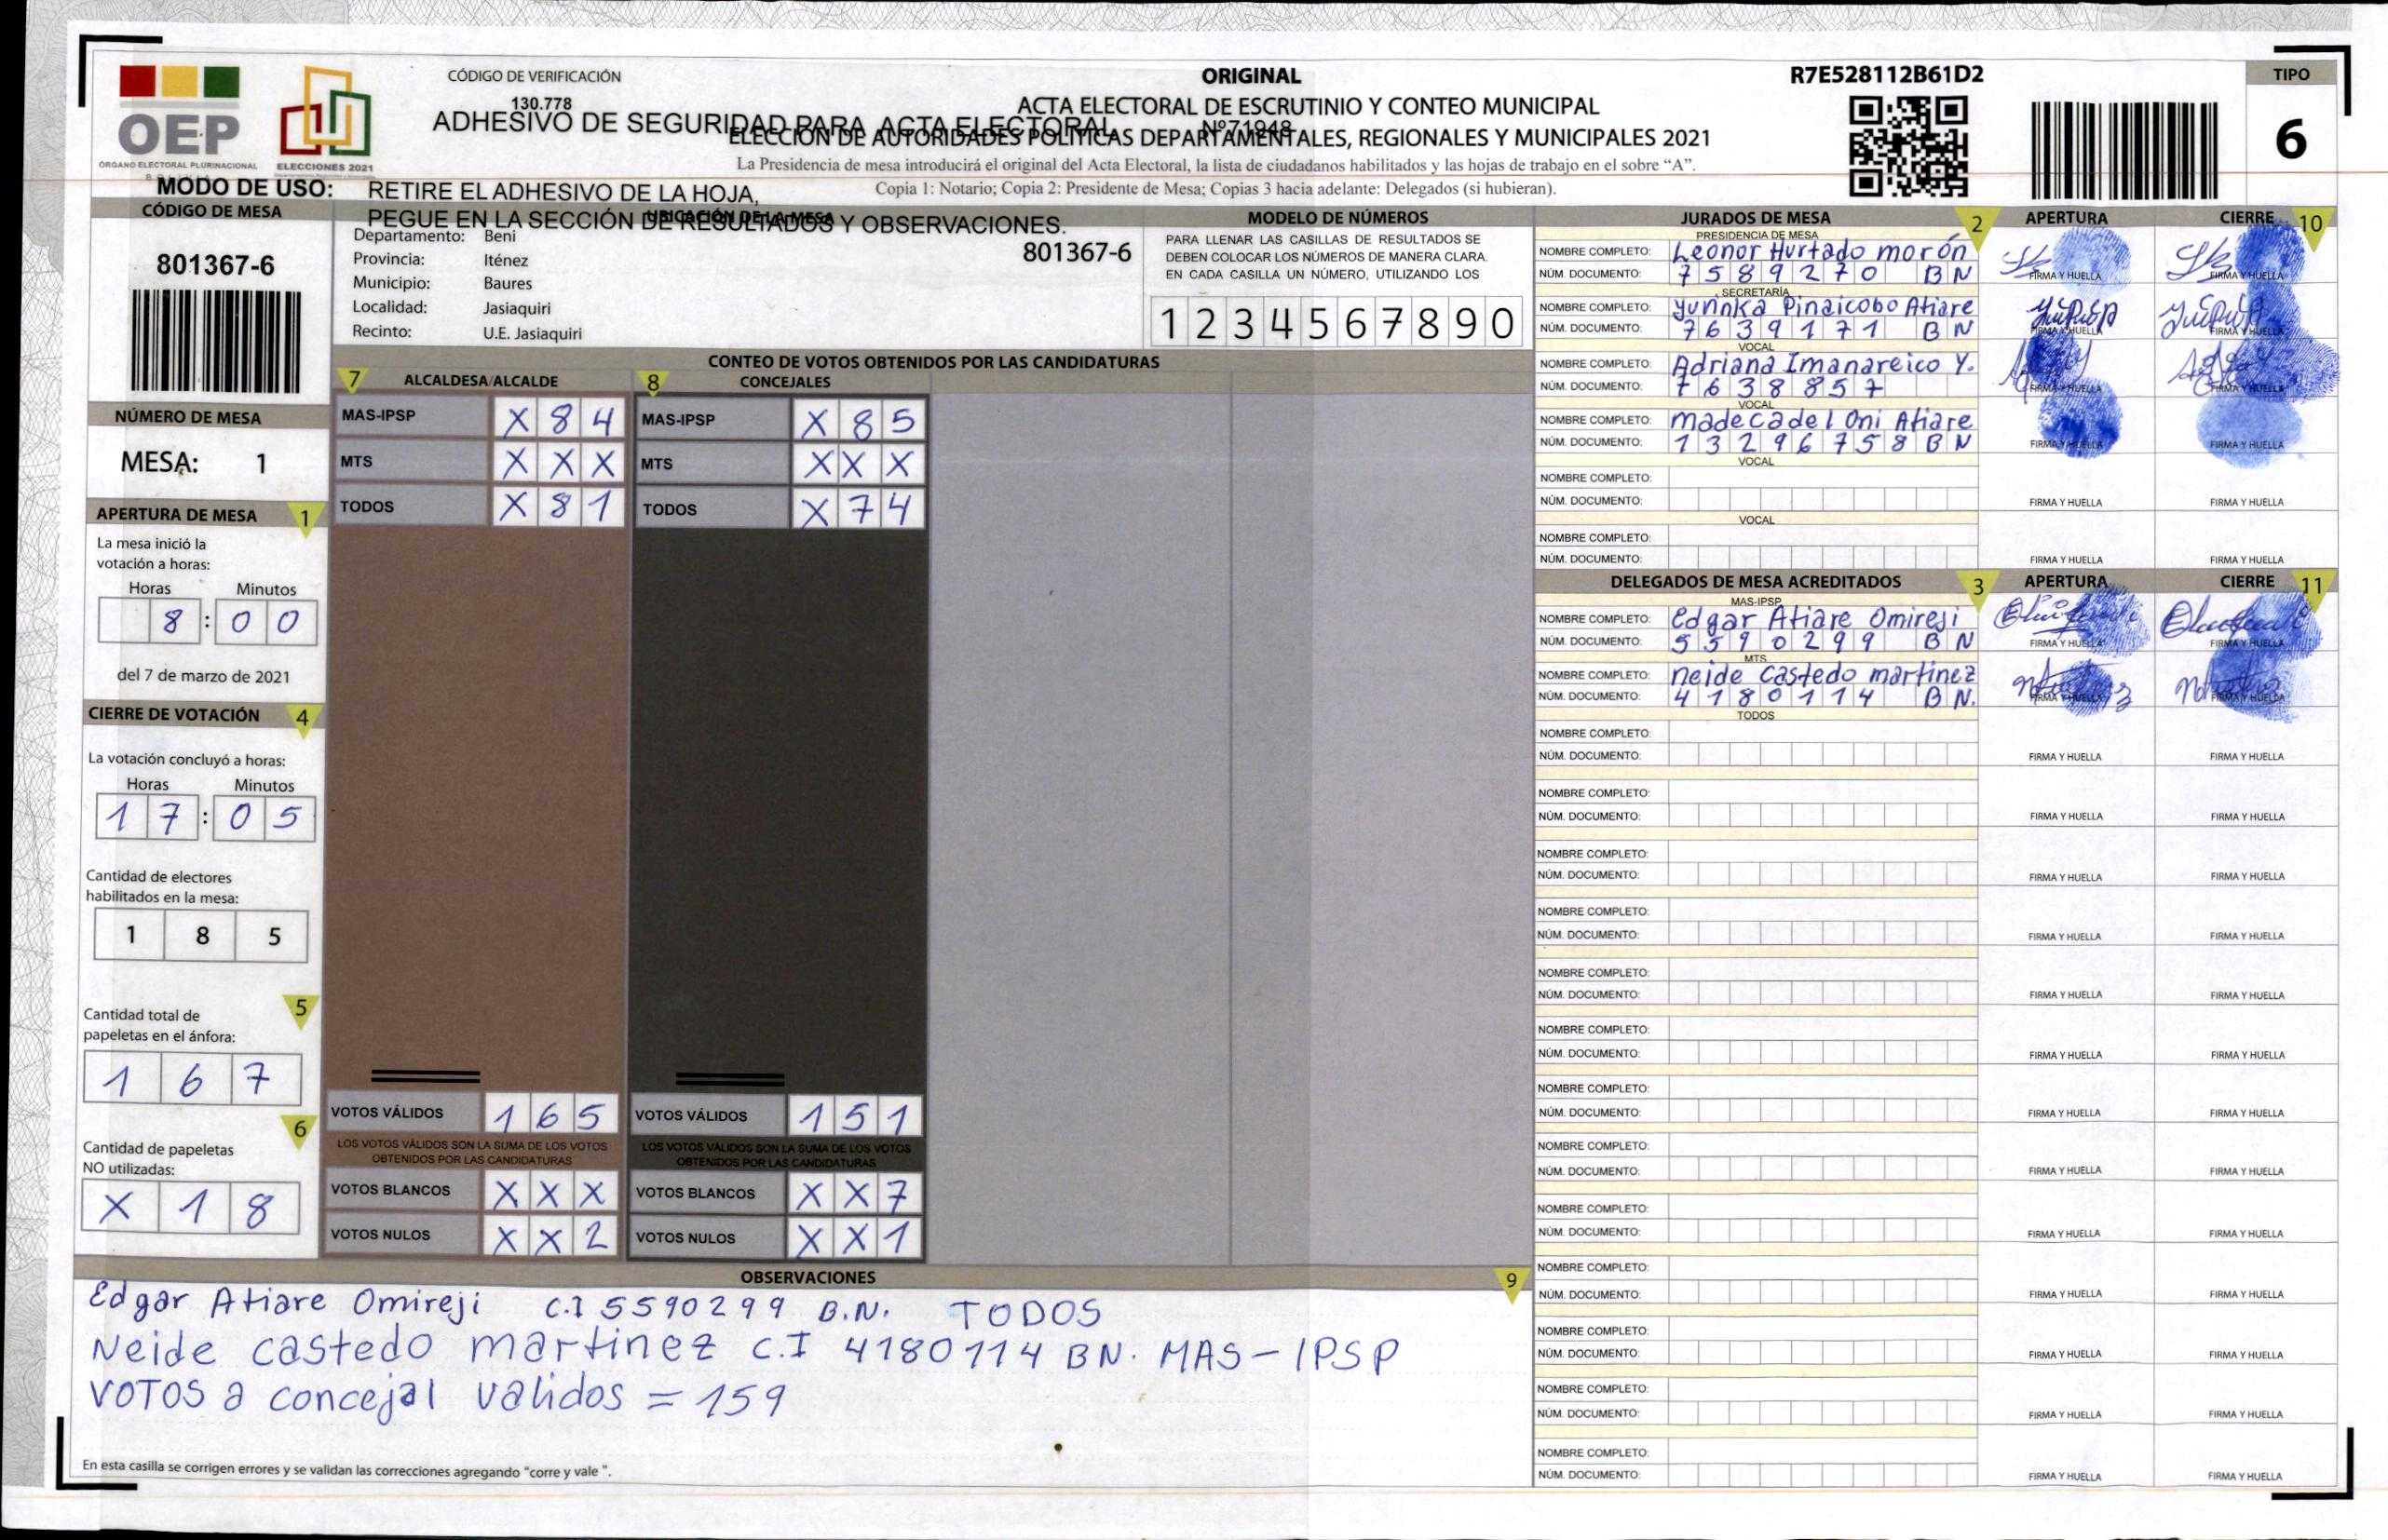 CÓDIGO DE VERIFICACIÓN
130.778
ADHESIVO DE SEGURIDAD PARA ACTA ELECTORAL
Nº71948
ORIGINAL
ACTA ELECTORAL DE ESCRUTINIO Y CONTEO MUNICIPAL
ELECCIÓN DE AUTORIDADES POLÍTICAS DEPARTAMENTALES, REGIONALES Y MUNICIPALES 2021
La Presidencia de mesa introducirá el original del Acta Electoral, la lista de ciudadanos habilitados y las hojas de trabajo en el sobre “A”.
Copia 1: Notario; Copia 2: Presidente de Mesa; Copias 3 hacia adelante: Delegados (si hubieran).
R7E528112B61D2
TIPO
6
OEP
ÓRGANO ELECTORAL PLURINACIONAL
ELECCIONES 2021
MODO DE USO: RETIRE EL ADHESIVO DE LA HOJA,
PEGUE EN LA SECCIÓN DE RESULTADOS Y OBSERVACIONES.
CÓDIGO DE MESA
801367-6
NÚMERO DE MESA
MESA: 1
APERTURA DE MESA 1
La mesa inició la
votación a horas:
Horas Minutos
8 : 0 0
del 7 de marzo de 2021
CIERRE DE VOTACIÓN 4
La votación concluyó a horas:
Horas Minutos
1 7 : 0 5
Cantidad de electores
habilitados en la mesa:
1 8 5
5
Cantidad total de
papeletas en el ánfora:
1 6 7
6
Cantidad de papeletas
NO utilizadas:
X 1 8
UBICACIÓN DE LA MESA
Departamento: Beni
Provincia: Iténez
Municipio: Baures
Localidad: Jasiaquiri
Recinto: U.E. Jasiaquiri
801367-6
MODELO DE NÚMEROS
PARA LLENAR LAS CASILLAS DE RESULTADOS SE
DEBEN COLOCAR LOS NÚMEROS DE MANERA CLARA.
EN CADA CASILLA UN NÚMERO, UTILIZANDO LOS
1 2 3 4 5 6 7 8 9 0
CONTEO DE VOTOS OBTENIDOS POR LAS CANDIDATURAS
7 ALCALDESA/ALCALDE
MAS-IPSP X 8 4
MTS X X X
TODOS X 8 1
VOTOS VÁLIDOS 1 6 5
LOS VOTOS VÁLIDOS SON LA SUMA DE LOS VOTOS
OBTENIDOS POR LAS CANDIDATURAS
VOTOS BLANCOS X X X
VOTOS NULOS X X 2
8 CONCEJALES
MAS-IPSP X 8 5
MTS X X X
TODOS X 7 4
VOTOS VÁLIDOS 1 5 1
LOS VOTOS VÁLIDOS SON LA SUMA DE LOS VOTOS
OBTENIDOS POR LAS CANDIDATURAS
VOTOS BLANCOS X X 7
VOTOS NULOS X X 1
OBSERVACIONES 9
Edgar Atiare Omireji C.I 5590299 B.N. TODOS
Neide castedo martinez C.I 4180114 BN. MAS-IPSP
VOTOS a concejal validos = 159
En esta casilla se corrigen errores y se validan las correcciones agregando “corre y vale ”.
JURADOS DE MESA 2 APERTURA CIERRE 10
PRESIDENCIA DE MESA
NOMBRE COMPLETO: Leonor Hurtado morón
NÚM. DOCUMENTO: 7589270 BN FIRMA Y HUELLA FIRMA Y HUELLA
SECRETARÍA
NOMBRE COMPLETO: Yurinka Pinaicobo Atiare
NÚM. DOCUMENTO: 7639171 BN FIRMA Y HUELLA FIRMA Y HUELLA
VOCAL
NOMBRE COMPLETO: Adriana Imanareico Y.
NÚM. DOCUMENTO: 7638857 FIRMA Y HUELLA FIRMA Y HUELLA
VOCAL
NOMBRE COMPLETO: madecadel Oni Atiare
NÚM. DOCUMENTO: 13296758 BN FIRMA Y HUELLA FIRMA Y HUELLA
VOCAL
NOMBRE COMPLETO:
NÚM. DOCUMENTO: FIRMA Y HUELLA FIRMA Y HUELLA
VOCAL
NOMBRE COMPLETO:
NÚM. DOCUMENTO: FIRMA Y HUELLA FIRMA Y HUELLA
DELEGADOS DE MESA ACREDITADOS 3 APERTURA CIERRE 11
MAS-IPSP
NOMBRE COMPLETO: Edgar Atiare Omireji
NÚM. DOCUMENTO: 5590299 BN FIRMA Y HUELLA FIRMA Y HUELLA
MTS
NOMBRE COMPLETO: neide castedo martinez
NÚM. DOCUMENTO: 4180114 BN. FIRMA Y HUELLA FIRMA Y HUELLA
TODOS
NOMBRE COMPLETO:
NÚM. DOCUMENTO: FIRMA Y HUELLA FIRMA Y HUELLA
NOMBRE COMPLETO:
NÚM. DOCUMENTO: FIRMA Y HUELLA FIRMA Y HUELLA
NOMBRE COMPLETO:
NÚM. DOCUMENTO: FIRMA Y HUELLA FIRMA Y HUELLA
NOMBRE COMPLETO:
NÚM. DOCUMENTO: FIRMA Y HUELLA FIRMA Y HUELLA
NOMBRE COMPLETO:
NÚM. DOCUMENTO: FIRMA Y HUELLA FIRMA Y HUELLA
NOMBRE COMPLETO:
NÚM. DOCUMENTO: FIRMA Y HUELLA FIRMA Y HUELLA
NOMBRE COMPLETO:
NÚM. DOCUMENTO: FIRMA Y HUELLA FIRMA Y HUELLA
NOMBRE COMPLETO:
NÚM. DOCUMENTO: FIRMA Y HUELLA FIRMA Y HUELLA
NOMBRE COMPLETO:
NÚM. DOCUMENTO: FIRMA Y HUELLA FIRMA Y HUELLA
NOMBRE COMPLETO:
NÚM. DOCUMENTO: FIRMA Y HUELLA FIRMA Y HUELLA
NOMBRE COMPLETO:
NÚM. DOCUMENTO: FIRMA Y HUELLA FIRMA Y HUELLA
NOMBRE COMPLETO:
NÚM. DOCUMENTO: FIRMA Y HUELLA FIRMA Y HUELLA
NOMBRE COMPLETO:
NÚM. DOCUMENTO: FIRMA Y HUELLA FIRMA Y HUELLA